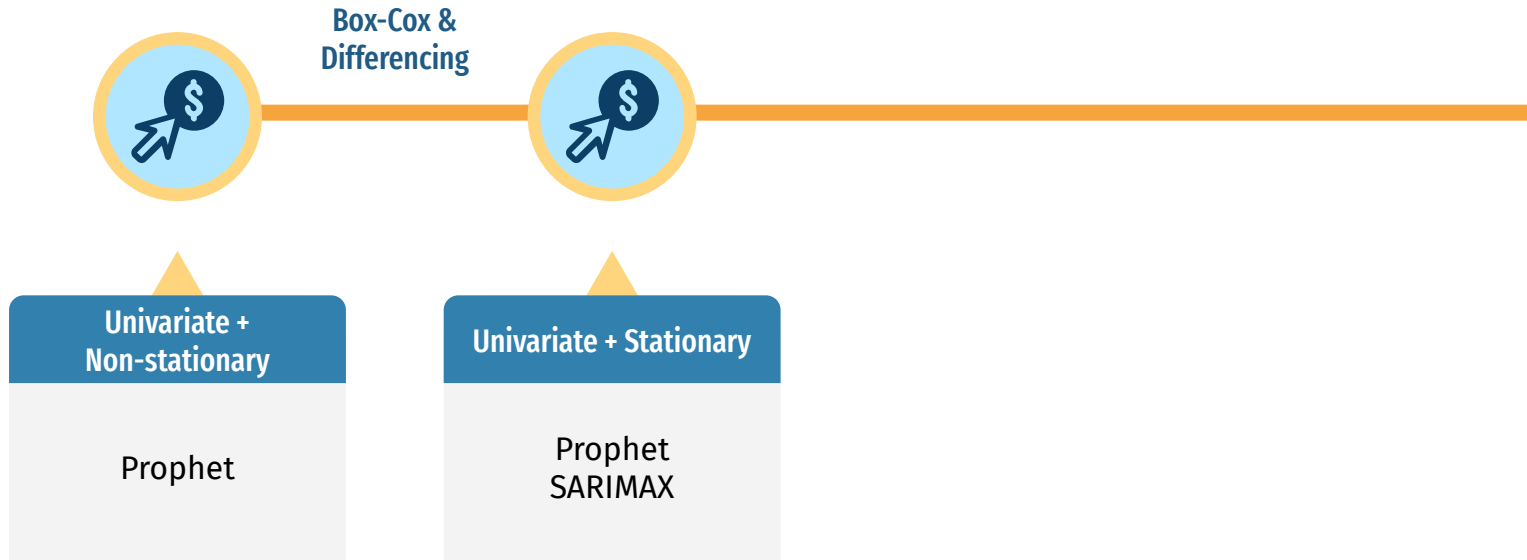 Box-Cox &
Differencing
$
$
Univariate +
Non-stationary
Univariate + Stationary
Prophet
Prophet
SARIMAX